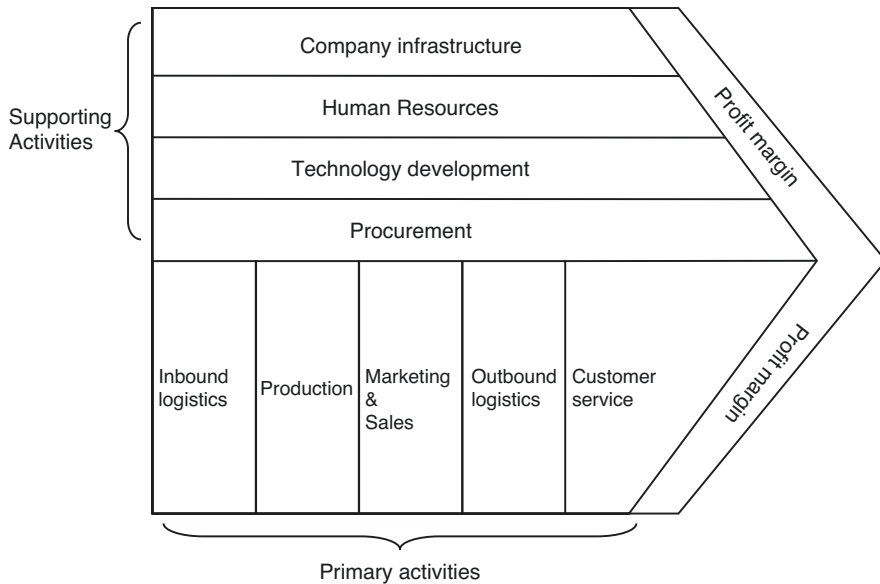 Company infrastructure
Human Resources
Technology development
Procurement
Supporting
Activities
Profit margin
Profit margin
Inbound
logistics
Production
Marketing
&
Sales
Outbound
logistics
Customer
service
Primary activities